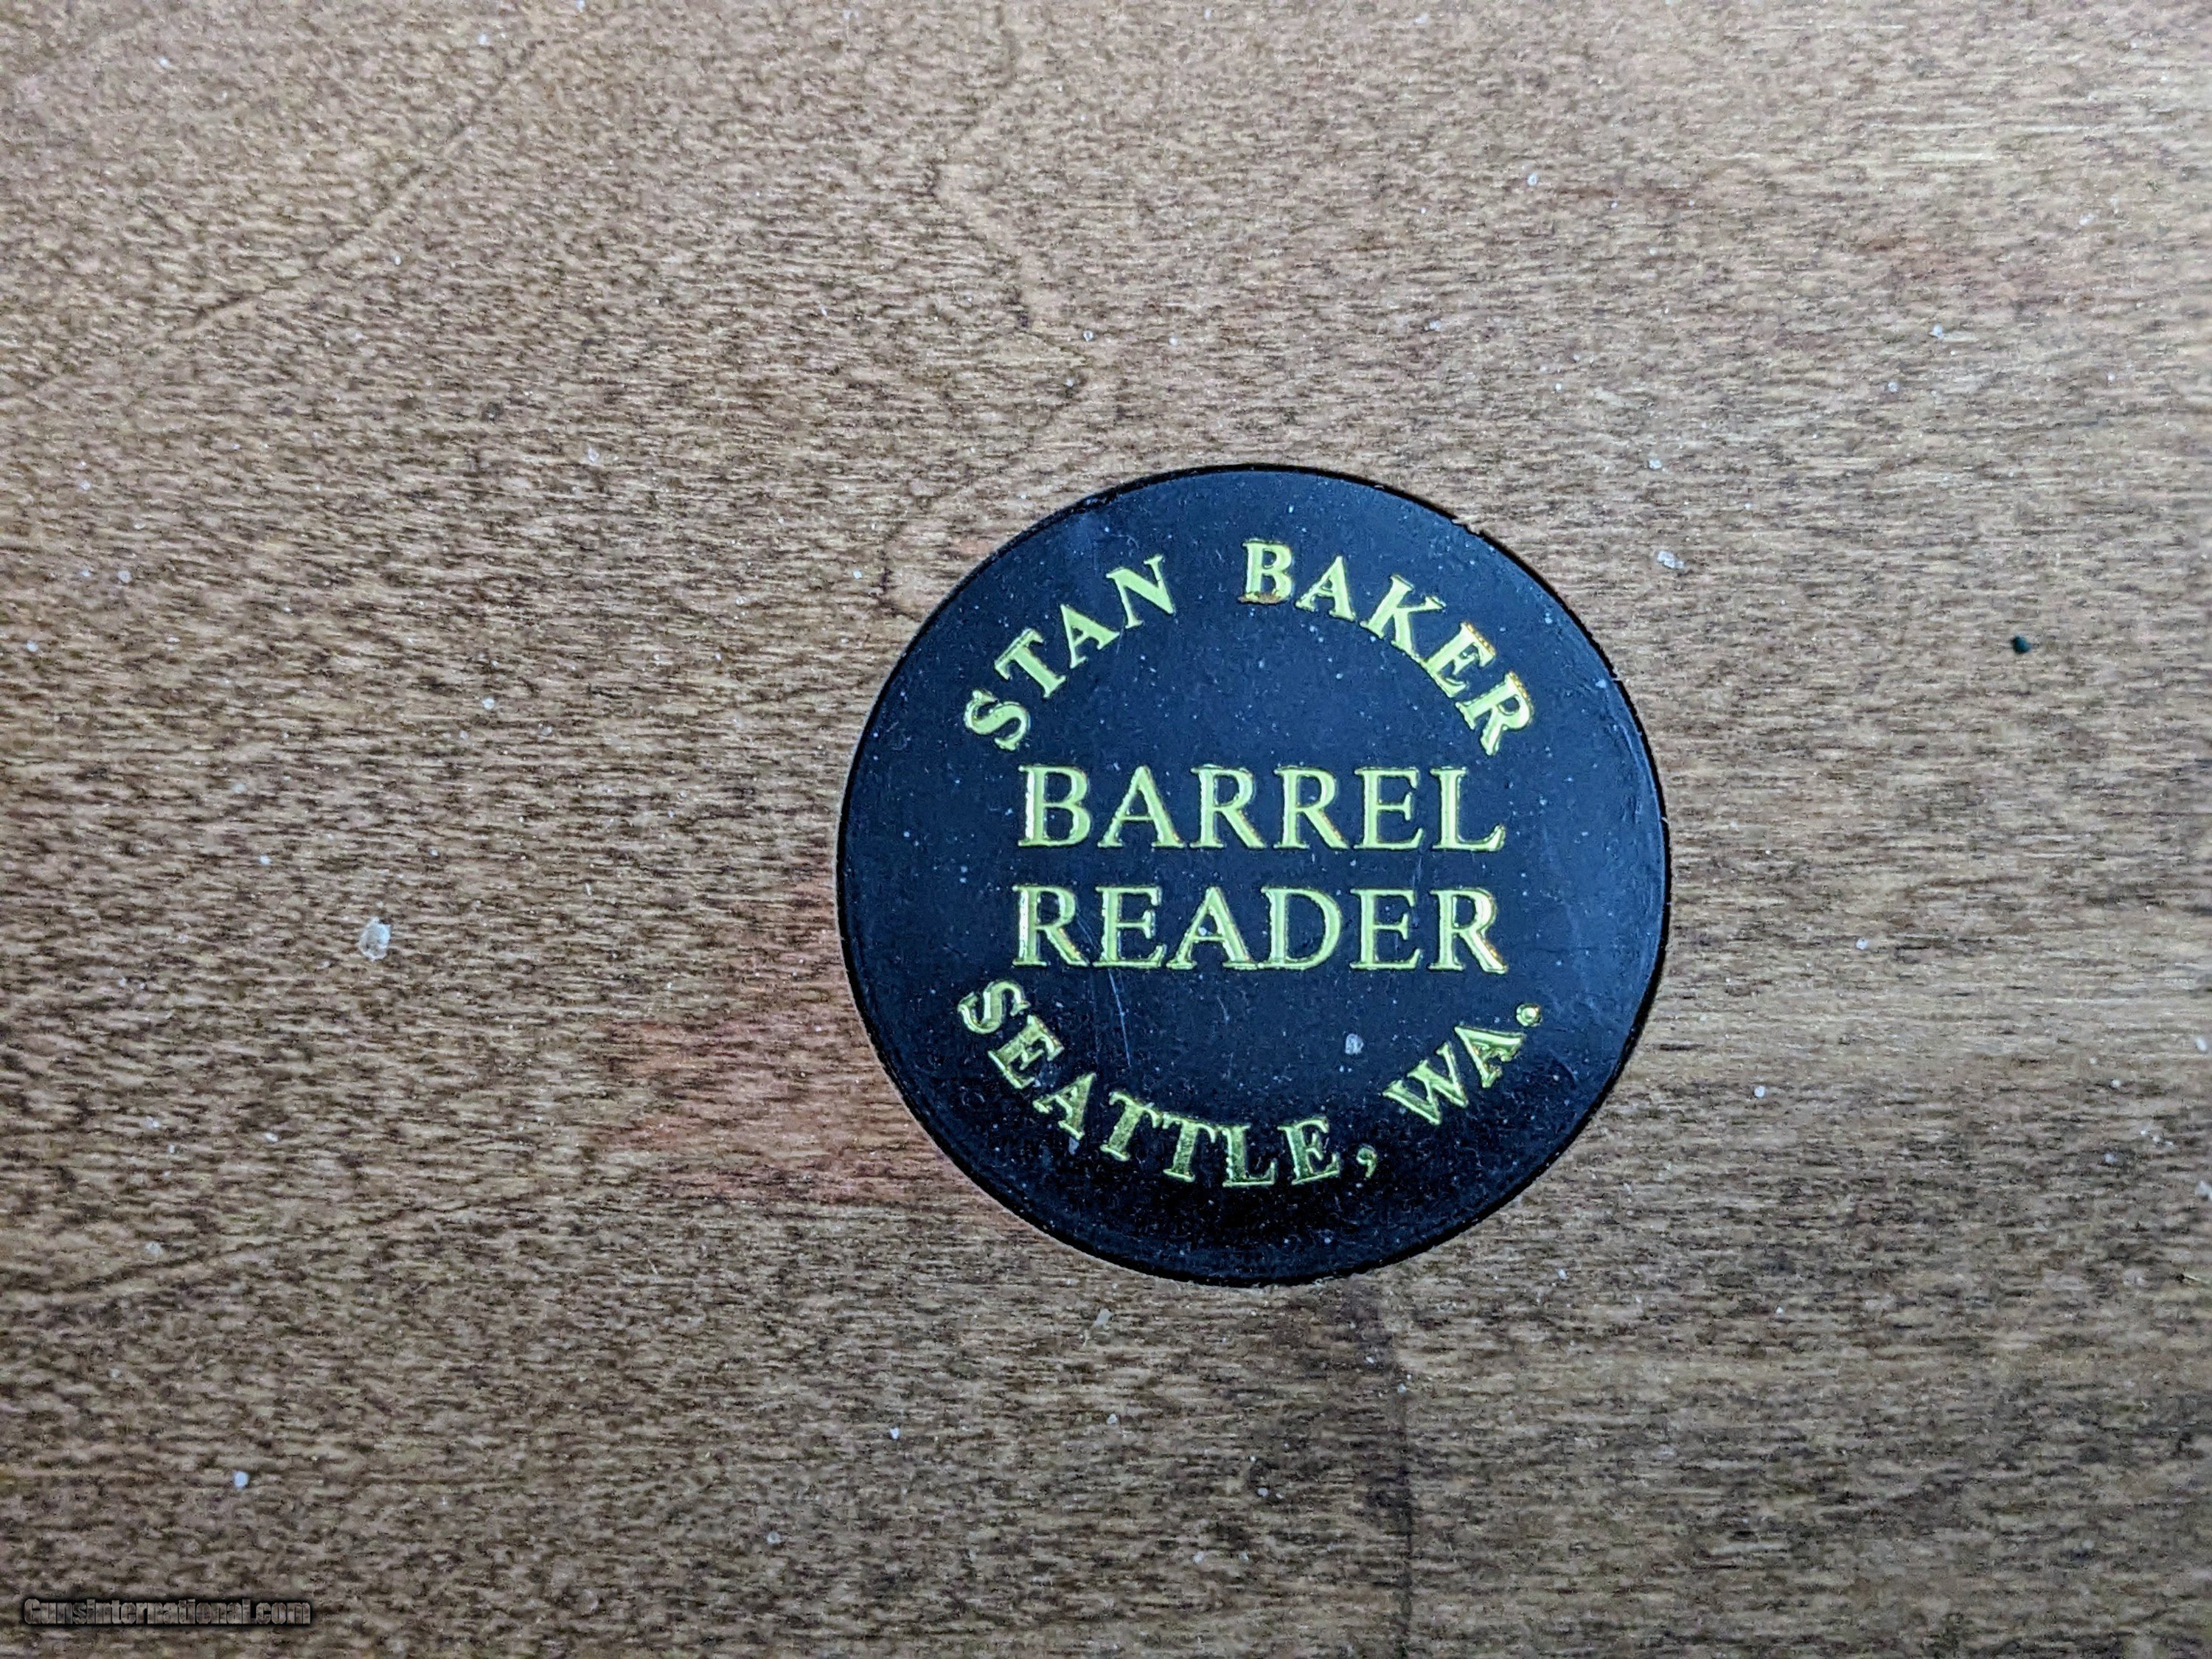 STAN BAKER
BARREL
READER
SEATTLE, WA.
GunsInternational.com